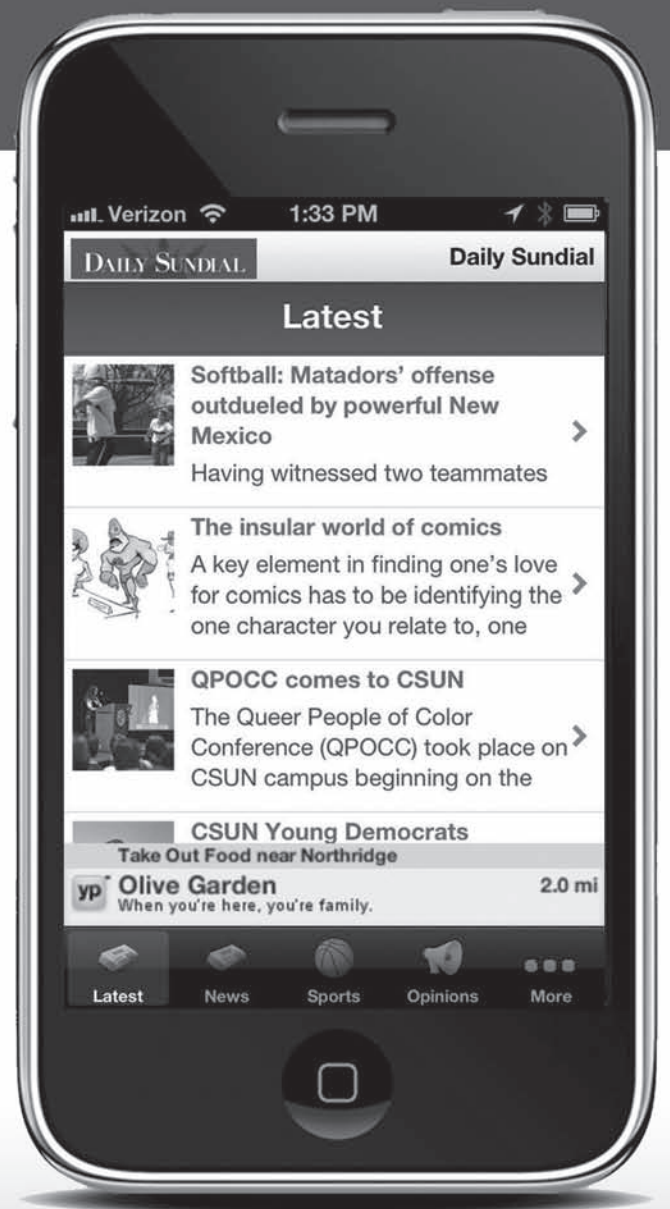 Verizon 1:33 PM
DAILY SUNDIAL Daily Sundial
Latest
Softball: Matadors' offense
outdueled by powerful New
Mexico
Having witnessed two teammates
The insular world of comics
A key element in finding one's love
for comics has to be identifying the
one character you relate to, one
QPOCC comes to CSUN
The Queer People of Color
Conference (QPOCC) took place on
CSUN campus beginning on the
CSUN Young Democrats
Take Out Food near Northridge
yp Olive Garden 2.0 mi
When you're here, you're family.
Latest News Sports Opinions More